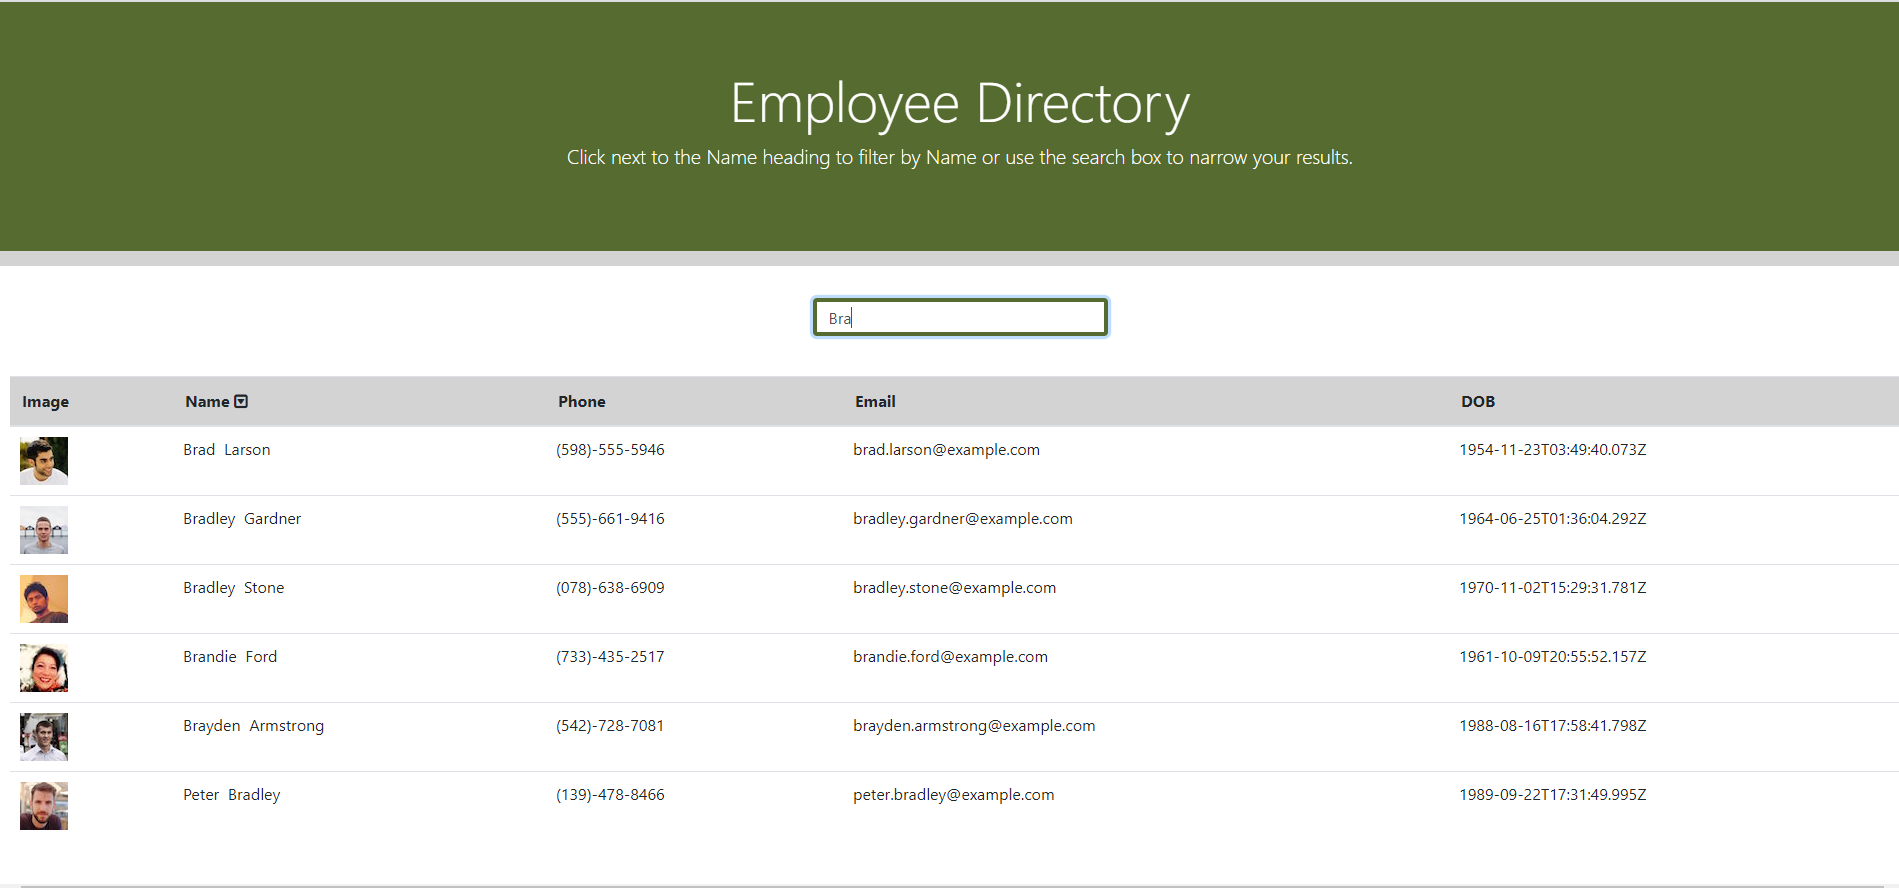 Employee Directory
Click next to the Name heading to filter by Name or use the search box to narrow your results.
Bra
Image Name Phone Email DOB
Brad Larson (598)-555-5946 brad.larson@example.com 1954-11-23T03:49:40.073Z
Bradley Gardner (555)-661-9416 bradley.gardner@example.com 1964-06-25T01:36:04.292Z
Bradley Stone (078)-638-6909 bradley.stone@example.com 1970-11-02T15:29:31.781Z
Brandie Ford (733)-435-2517 brandie.ford@example.com 1961-10-09T20:55:52.157Z
Brayden Armstrong (542)-728-7081 brayden.armstrong@example.com 1988-08-16T17:58:41.798Z
Peter Bradley (139)-478-8466 peter.bradley@example.com 1989-09-22T17:31:49.995Z